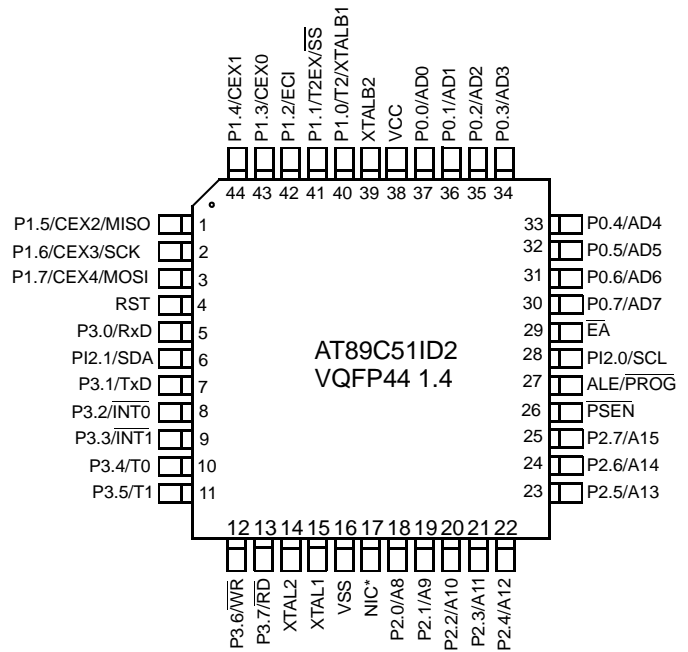 P1.4/CEX1
P1.3/CEX0
P1.2/ECI
P1.1/T2EX/S̅S̅
P1.0/T2/XTALB1
XTALB2
VCC
P0.0/AD0
P0.1/AD1
P0.2/AD2
P0.3/AD3
44 43 42 41 40 39 38 37 36 35 34
P1.5/CEX2/MISO 1
P1.6/CEX3/SCK 2
P1.7/CEX4/MOSI 3
RST 4
P3.0/RxD 5
PI2.1/SDA 6
P3.1/TxD 7
P3.2/I̅N̅T̅0̅ 8
P3.3/I̅N̅T̅1̅ 9
P3.4/T0 10
P3.5/T1 11
AT89C51ID2
VQFP44 1.4
33 P0.4/AD4
32 P0.5/AD5
31 P0.6/AD6
30 P0.7/AD7
29 E̅A̅
28 PI2.0/SCL
27 ALE/P̅R̅O̅G̅
26 P̅S̅E̅N̅
25 P2.7/A15
24 P2.6/A14
23 P2.5/A13
12 13 14 15 16 17 18 19 20 21 22
P3.6/W̅R̅
P3.7/R̅D̅
XTAL2
XTAL1
VSS
NIC*
P2.0/A8
P2.1/A9
P2.2/A10
P2.3/A11
P2.4/A12